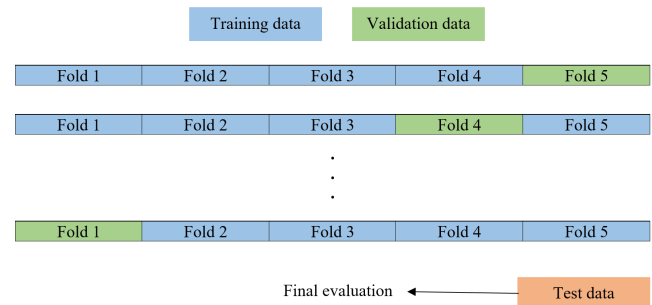 Training data Validation data
Fold 1 Fold 2 Fold 3 Fold 4 Fold 5
Fold 1 Fold 2 Fold 3 Fold 4 Fold 5
.
.
.
Fold 1 Fold 2 Fold 3 Fold 4 Fold 5
Final evaluation Test data